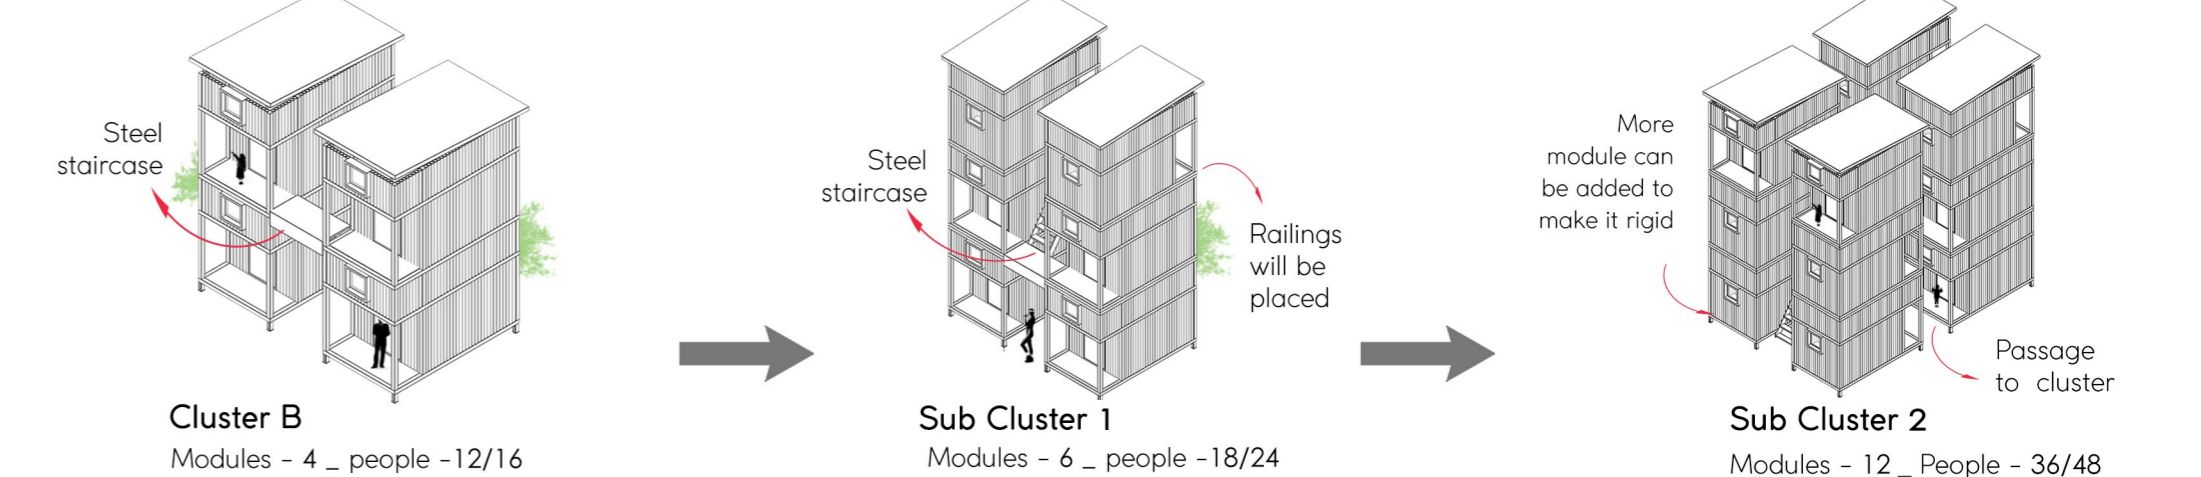 Steel
staircase
Cluster B
Modules - 4 _ people -12/16
Steel
staircase
Railings
will be
placed
Sub Cluster 1
Modules - 6 _ people -18/24
More
module can
be added to
make it rigid
Passage
to cluster
Sub Cluster 2
Modules - 12 _ People - 36/48